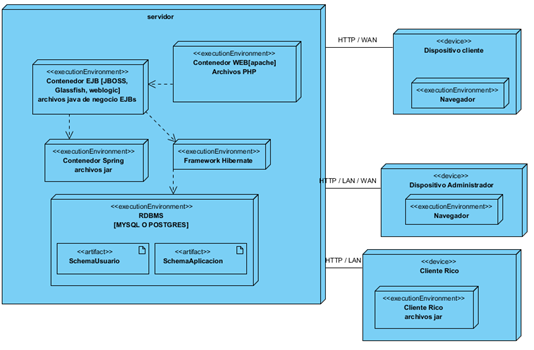 servidor
<<executionEnvironment>>
Contenedor WEB[apache]
Archivos PHP
<<executionEnvironment>>
Contenedor EJB [JBOSS,
Glassfish, weblogic]
archivos java de negocio EJBs
<<executionEnvironment>>
Contenedor Spring
archivos jar
<<executionEnvironment>>
Framework Hibernate
<<executionEnvironment>>
RDBMS
[MYSQL O POSTGRES]
<<artifact>>
SchemaUsuario
<<artifact>>
SchemaAplicacion
HTTP / WAN
<<device>>
Dispositivo cliente
<<executionEnvironment>>
Navegador
HTTP / LAN / WAN
<<device>>
Dispositivo Administrador
<<executionEnvironment>>
Navegador
HTTP / LAN
<<device>>
Cliente Rico
<<executionEnvironment>>
Cliente Rico
archivos jar